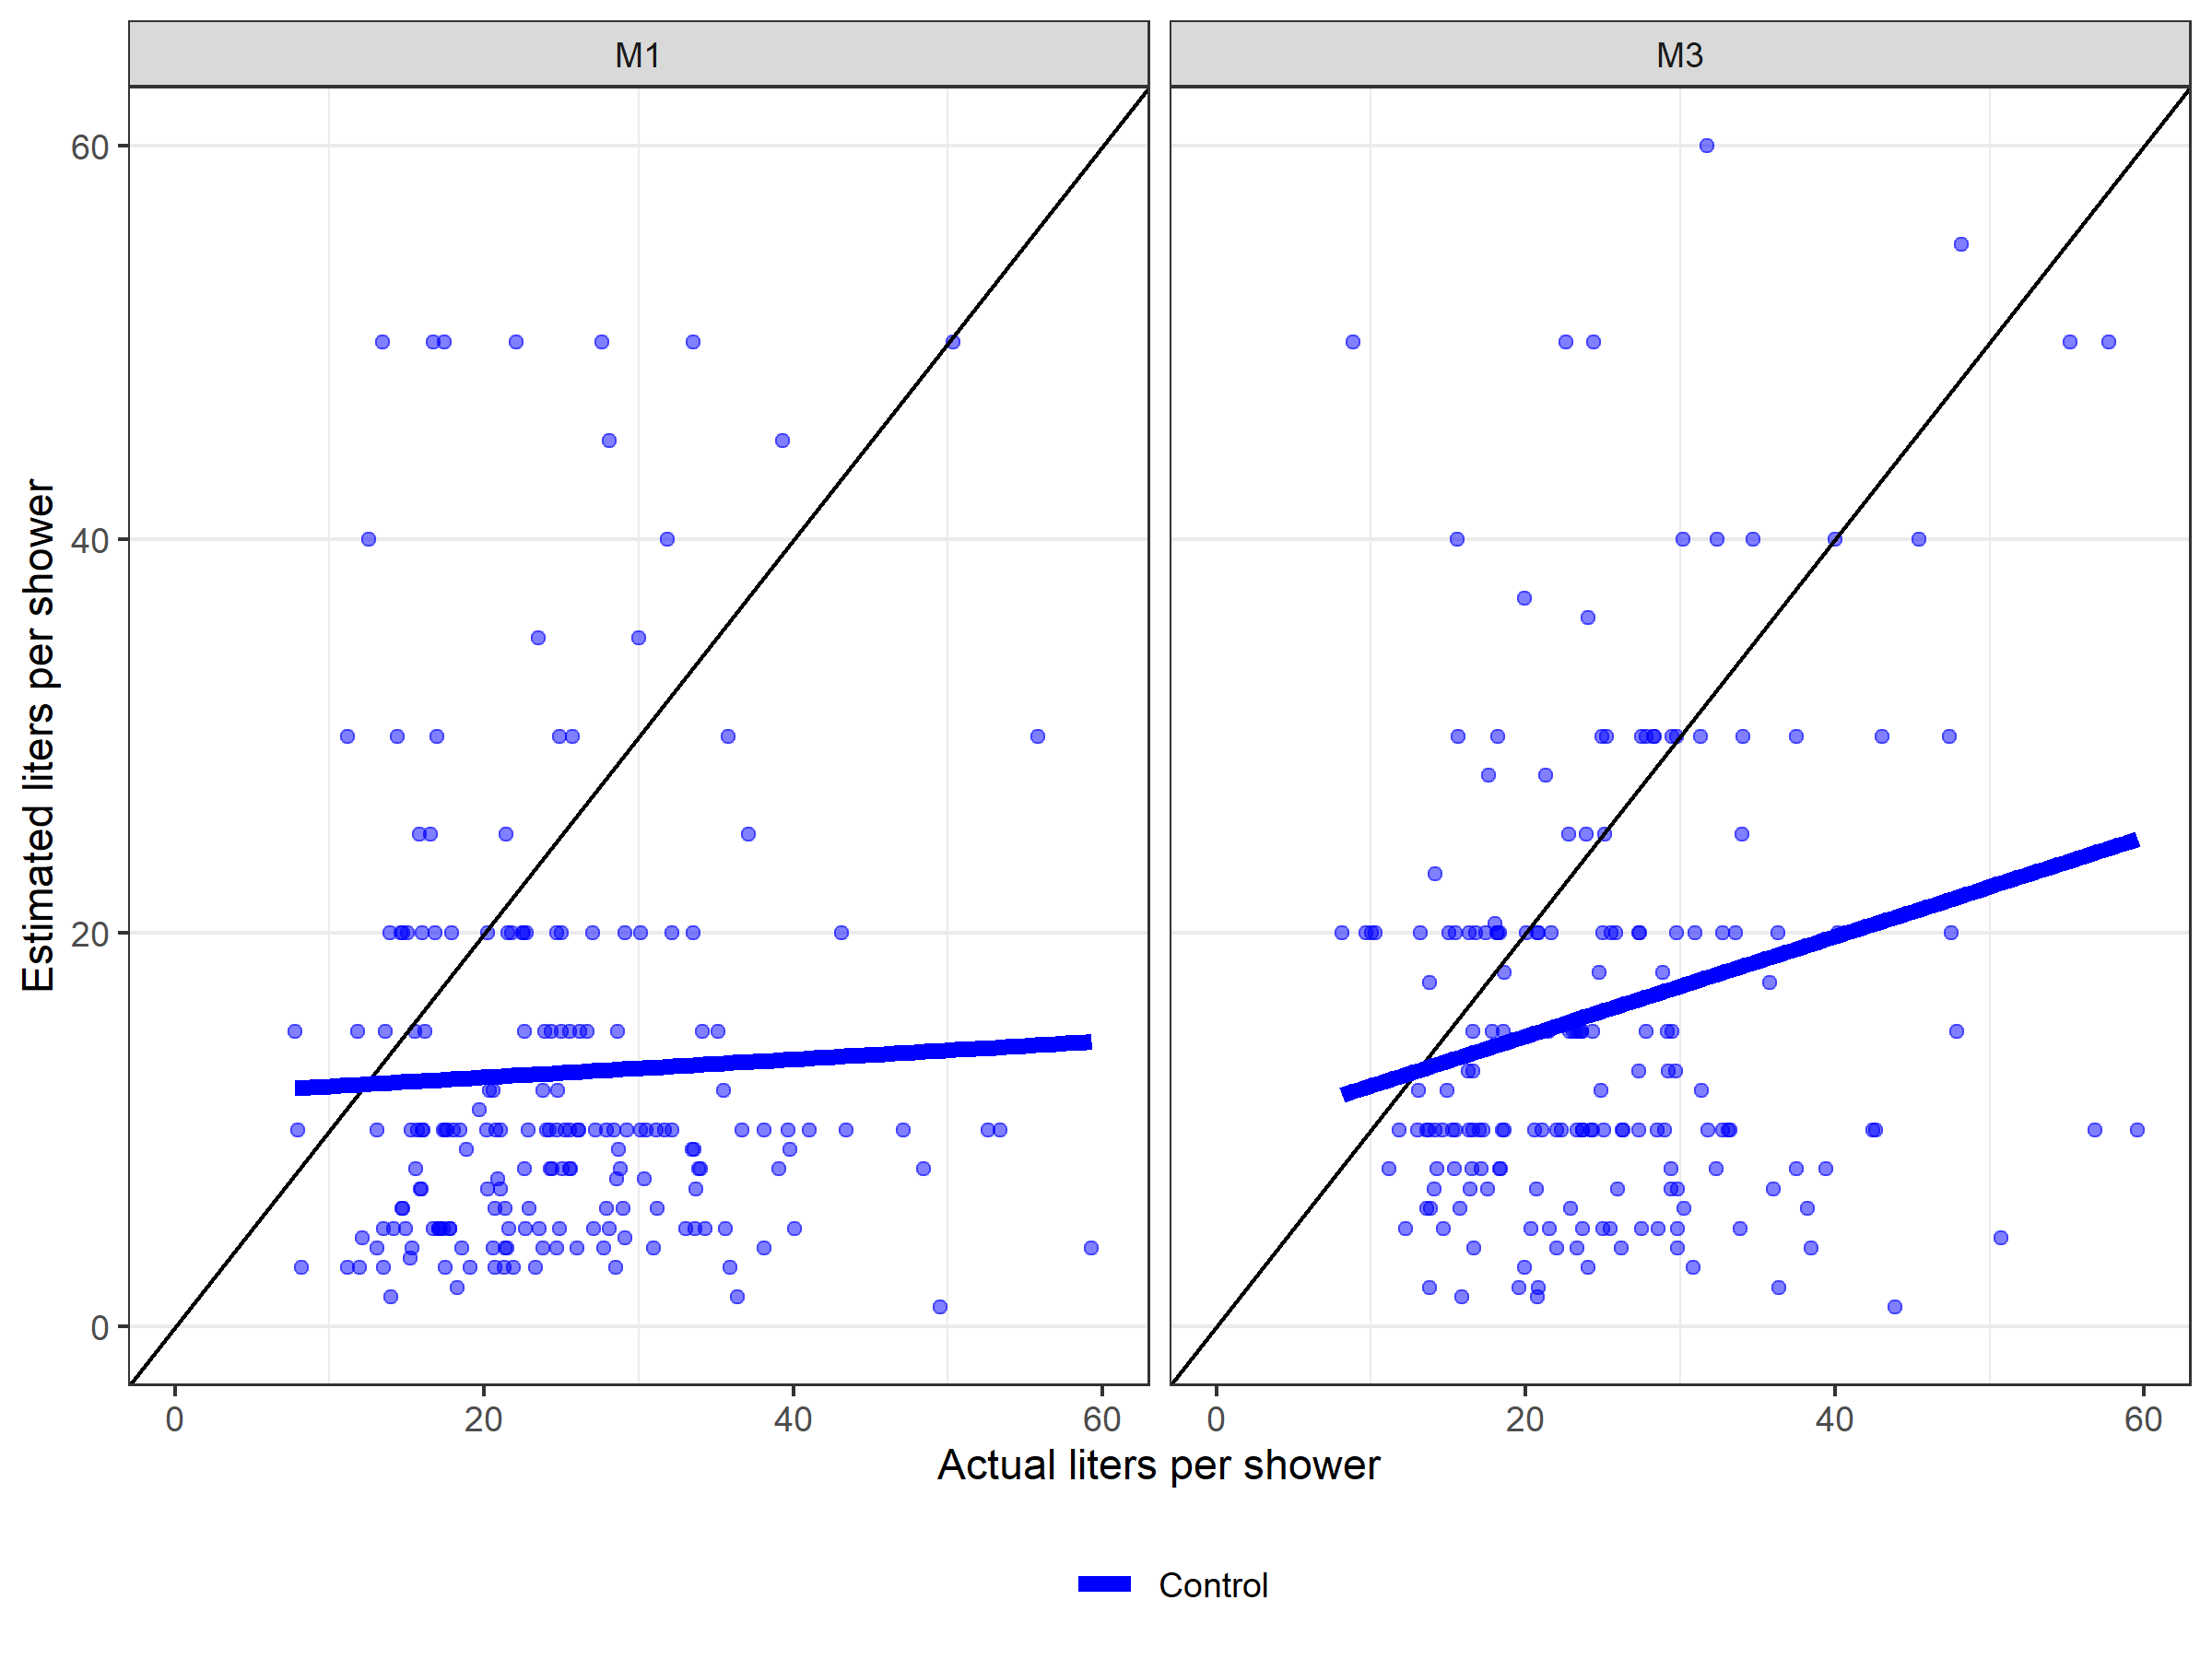 M1 M3
Estimated liters per shower
60
40
20
0
0 20 40 60 0 20 40 60
Actual liters per shower
Control